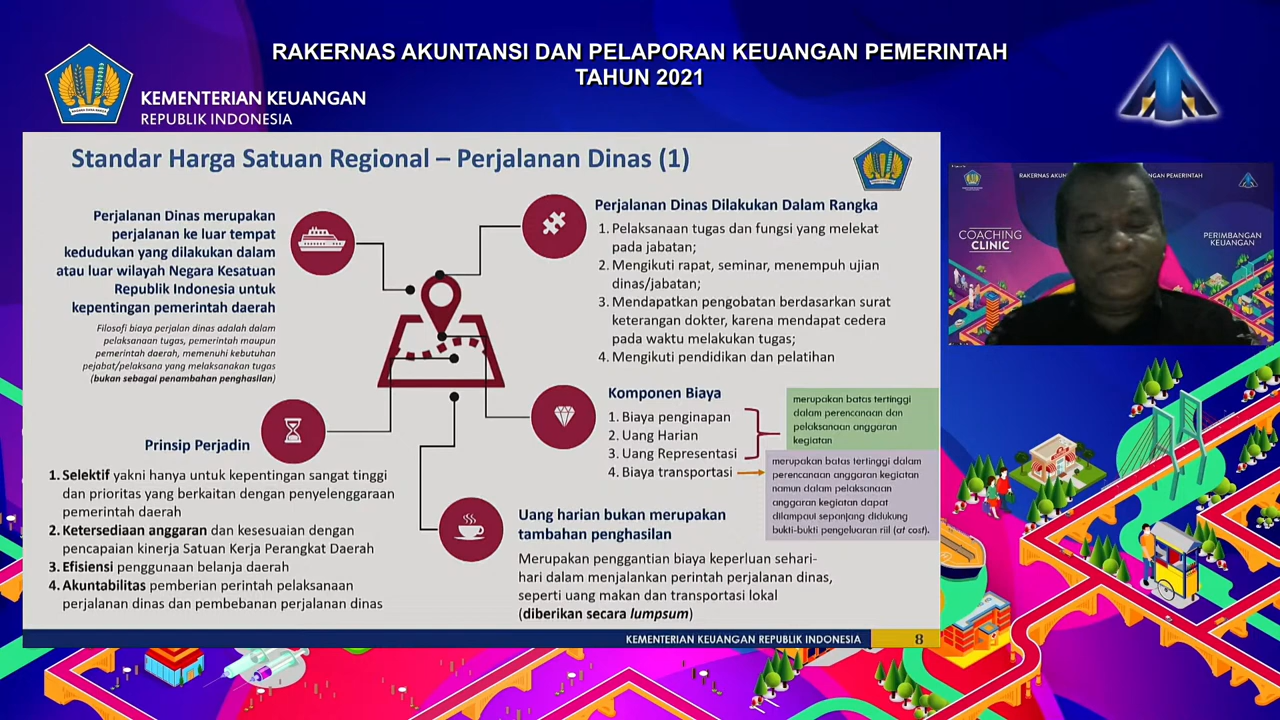 RAKERNAS AKUNTANSI DAN PELAPORAN KEUANGAN PEMERINTAH
TAHUN 2021
KEMENTERIAN KEUANGAN
REPUBLIK INDONESIA
Standar Harga Satuan Regional – Perjalanan Dinas (1)
Perjalanan Dinas merupakan
perjalanan ke luar tempat
kedudukan yang dilakukan dalam
atau luar wilayah Negara Kesatuan
Republik Indonesia untuk
kepentingan pemerintah daerah
Filosofi biaya perjalan dinas adalah dalam
pelaksanaan tugas, pemerintah maupun
pemerintah daerah, memenuhi kebutuhan
pejabat/pelaksana yang melaksanakan tugas
(bukan sebagai penambahan penghasilan)
Prinsip Perjadin
1. Selektif yakni hanya untuk kepentingan sangat tinggi
dan prioritas yang berkaitan dengan penyelenggaraan
pemerintah daerah
2. Ketersediaan anggaran dan kesesuaian dengan
pencapaian kinerja Satuan Kerja Perangkat Daerah
3. Efisiensi penggunaan belanja daerah
4. Akuntabilitas pemberian perintah pelaksanaan
perjalanan dinas dan pembebanan perjalanan dinas
Perjalanan Dinas Dilakukan Dalam Rangka
1. Pelaksanaan tugas dan fungsi yang melekat
pada jabatan;
2. Mengikuti rapat, seminar, menempuh ujian
dinas/jabatan;
3. Mendapatkan pengobatan berdasarkan surat
keterangan dokter, karena mendapat cedera
pada waktu melakukan tugas;
4. Mengikuti pendidikan dan pelatihan
Komponen Biaya
1. Biaya penginapan
2. Uang Harian
3. Uang Representasi
4. Biaya transportasi
merupakan batas tertinggi
dalam perencanaan dan
pelaksanaan anggaran
kegiatan
merupakan batas tertinggi dalam
perencanaan anggaran kegiatan
namun dalam pelaksanaan
anggaran kegiatan dapat
dilampaui sepanjang didukung
bukti-bukti pengeluaran riil (at cost).
Uang harian bukan merupakan
tambahan penghasilan
Merupakan penggantian biaya keperluan sehari-
hari dalam menjalankan perintah perjalanan dinas,
seperti uang makan dan transportasi lokal
(diberikan secara lumpsum)
KEMENTERIAN KEUANGAN REPUBLIK INDONESIA 8
RAKERNAS AKUN
NGAN PEMERINTAH
COACHING
CLINIC
PERIMBANGAN
KEUANGAN